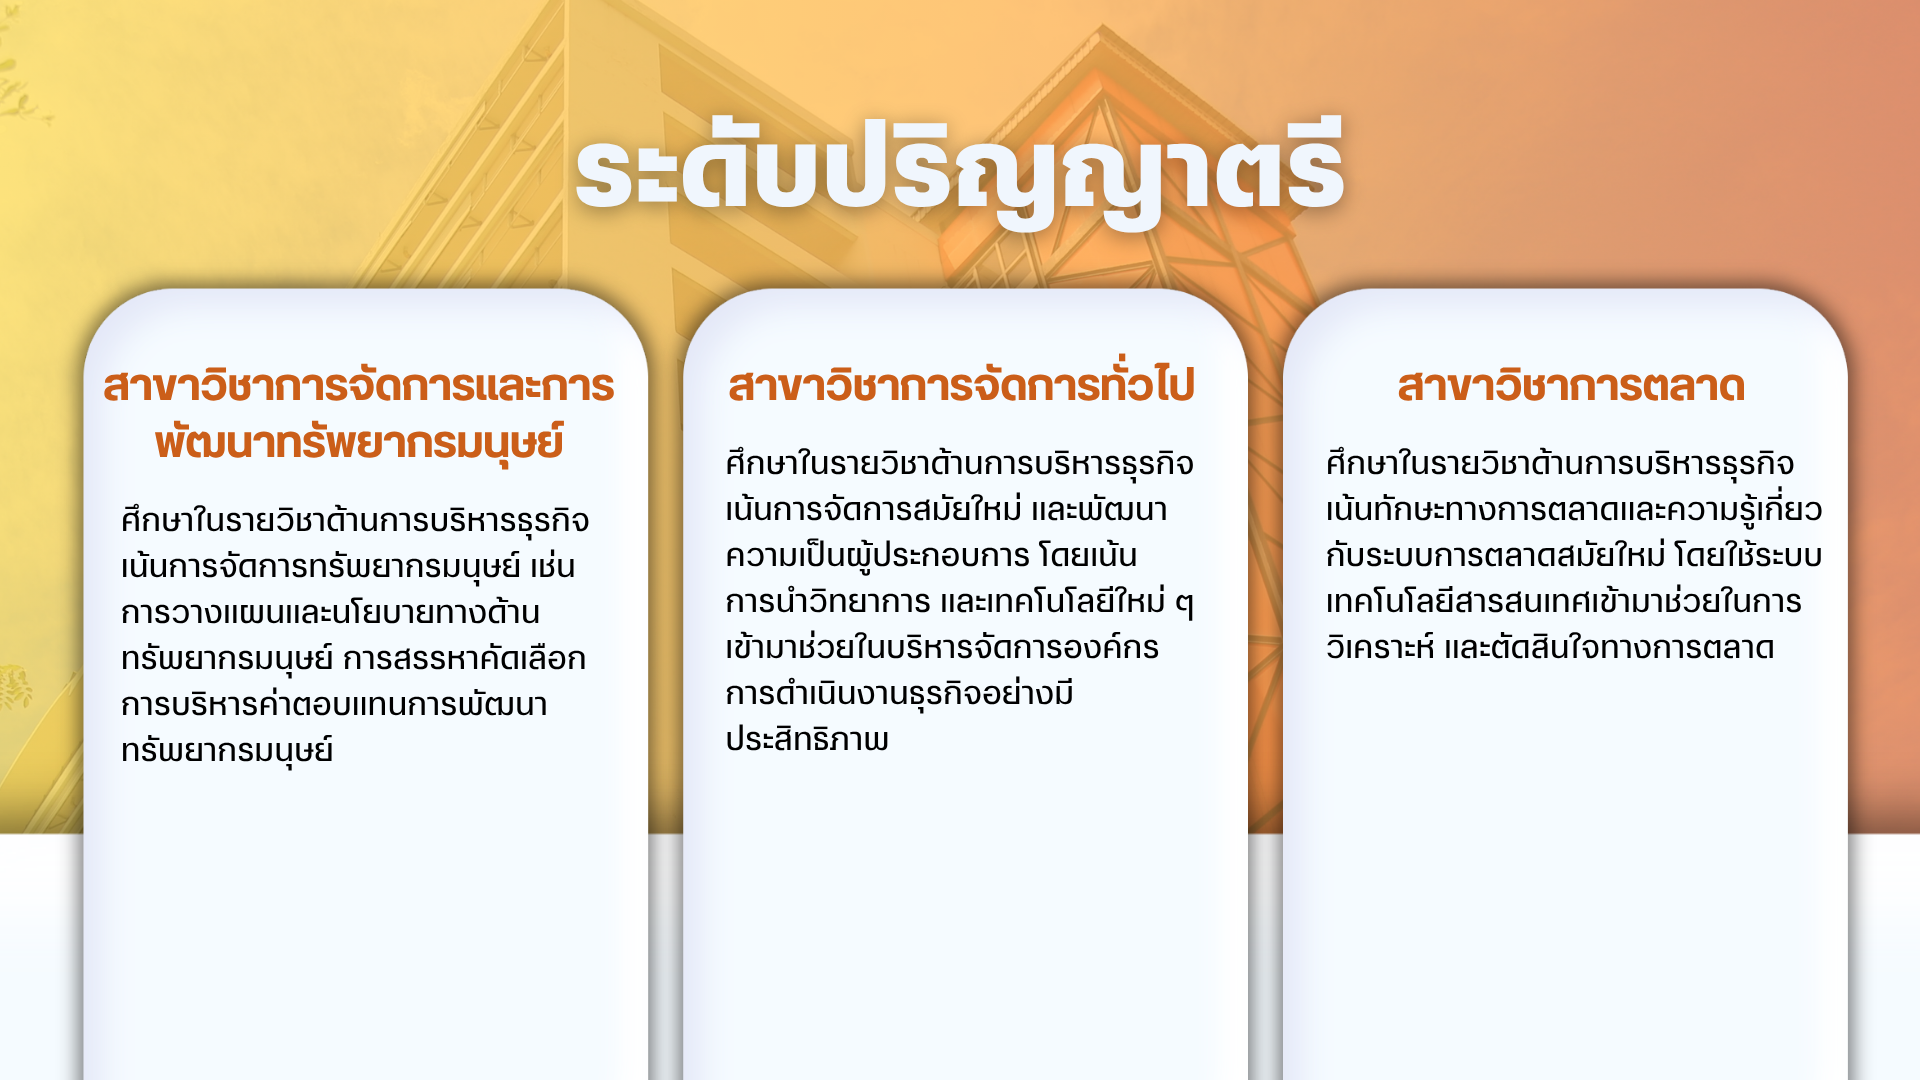 ระดับปริญญาตรี
สาขาวิชาการจัดการและการ
พัฒนาทรัพยากรมนุษย์
ศึกษาในรายวิชาด้านการบริหารธุรกิจ
เน้นการจัดการทรัพยากรมนุษย์ เช่น
การวางแผนและนโยบายทางด้าน
ทรัพยากรมนุษย์ การสรรหาคัดเลือก
การบริหารค่าตอบแทนการพัฒนา
ทรัพยากรมนุษย์
สาขาวิชาการจัดการทั่วไป
ศึกษาในรายวิชาด้านการบริหารธุรกิจ
เน้นการจัดการสมัยใหม่ และพัฒนา
ความเป็นผู้ประกอบการ โดยเน้น
การนำวิทยาการ และเทคโนโลยีใหม่ ๆ
เข้ามาช่วยในบริหารจัดการองค์กร
การดำเนินงานธุรกิจอย่างมี
ประสิทธิภาพ
สาขาวิชาการตลาด
ศึกษาในรายวิชาด้านการบริหารธุรกิจ
เน้นทักษะทางการตลาดและความรู้เกี่ยว
กับระบบการตลาดสมัยใหม่ โดยใช้ระบบ
เทคโนโลยีสารสนเทศเข้ามาช่วยในการ
วิเคราะห์ และตัดสินใจทางการตลาด